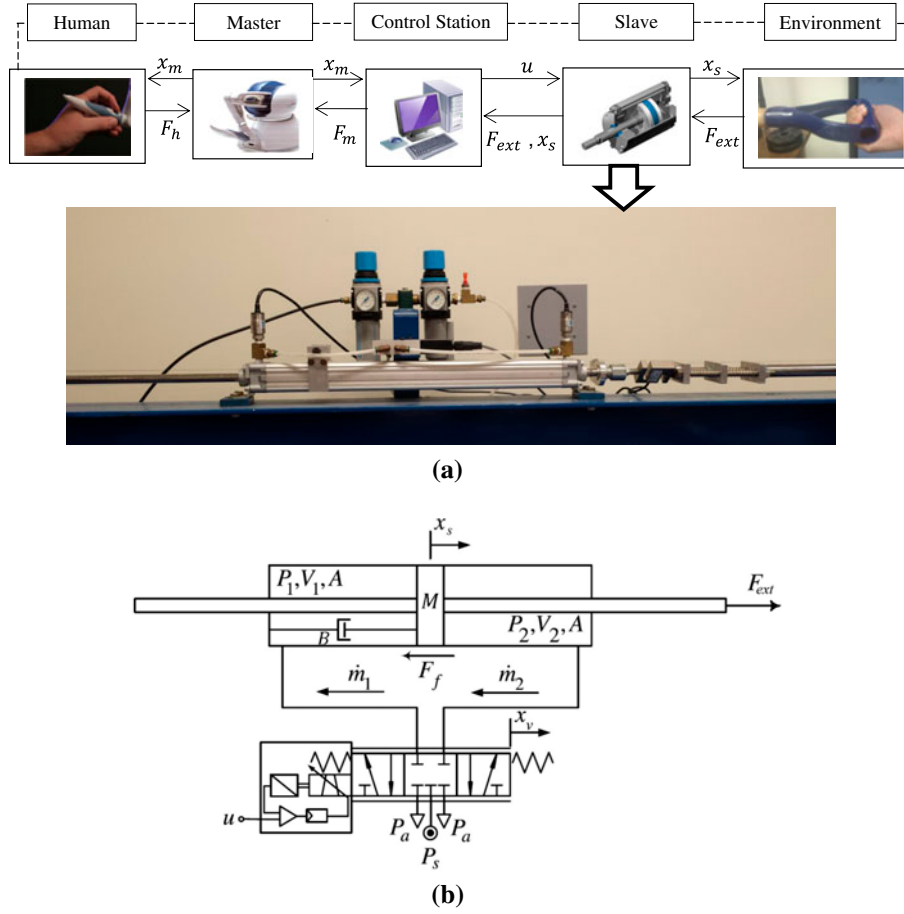 Human Master Control Station Slave Environment
x_m x_m u x_s
F_h F_m F_ext , x_s F_ext
(a)
x_s
P_1,V_1,A M F_ext
B P_2,V_2,A
F_f
ṁ_1 ṁ_2
x_v
u
P_a P_a
P_s
(b)